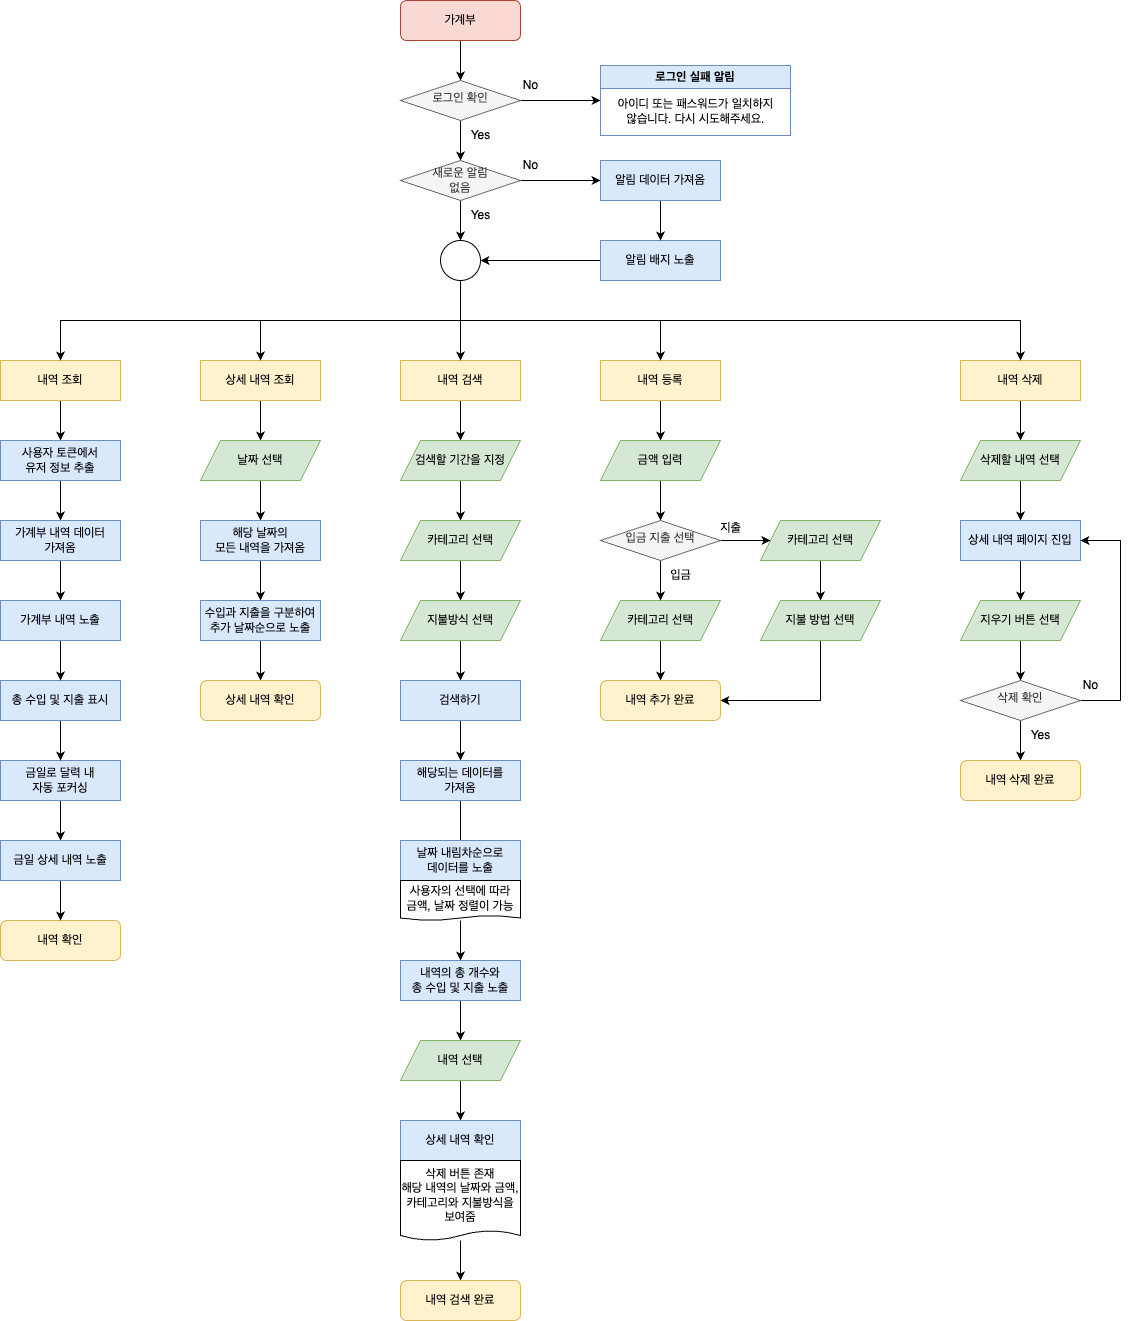 가계부
로그인 확인
No
로그인 실패 알림
아이디 또는 패스워드가 일치하지
않습니다. 다시 시도해주세요.
Yes
새로운 알림
없음
No
알림 데이터 가져옴
Yes
알림 배지 노출
내역 조회
사용자 토큰에서
유저 정보 추출
가계부 내역 데이터
가져옴
가계부 내역 노출
총 수입 및 지출 표시
금일로 달력 내
자동 포커싱
금일 상세 내역 노출
내역 확인
상세 내역 조회
날짜 선택
해당 날짜의
모든 내역을 가져옴
수입과 지출을 구분하여
추가 날짜순으로 노출
상세 내역 확인
내역 검색
검색할 기간을 지정
카테고리 선택
지불방식 선택
검색하기
해당되는 데이터를
가져옴
날짜 내림차순으로
데이터를 노출
사용자의 선택에 따라
금액, 날짜 정렬이 가능
내역의 총 개수와
총 수입 및 지출 노출
내역 선택
상세 내역 확인
삭제 버튼 존재
해당 내역의 날짜와 금액,
카테고리와 지불방식을
보여줌
내역 검색 완료
내역 등록
금액 입력
입금 지출 선택
지출
카테고리 선택
입금
카테고리 선택
지불 방법 선택
내역 추가 완료
내역 삭제
삭제할 내역 선택
상세 내역 페이지 진입
지우기 버튼 선택
삭제 확인
No
Yes
내역 삭제 완료